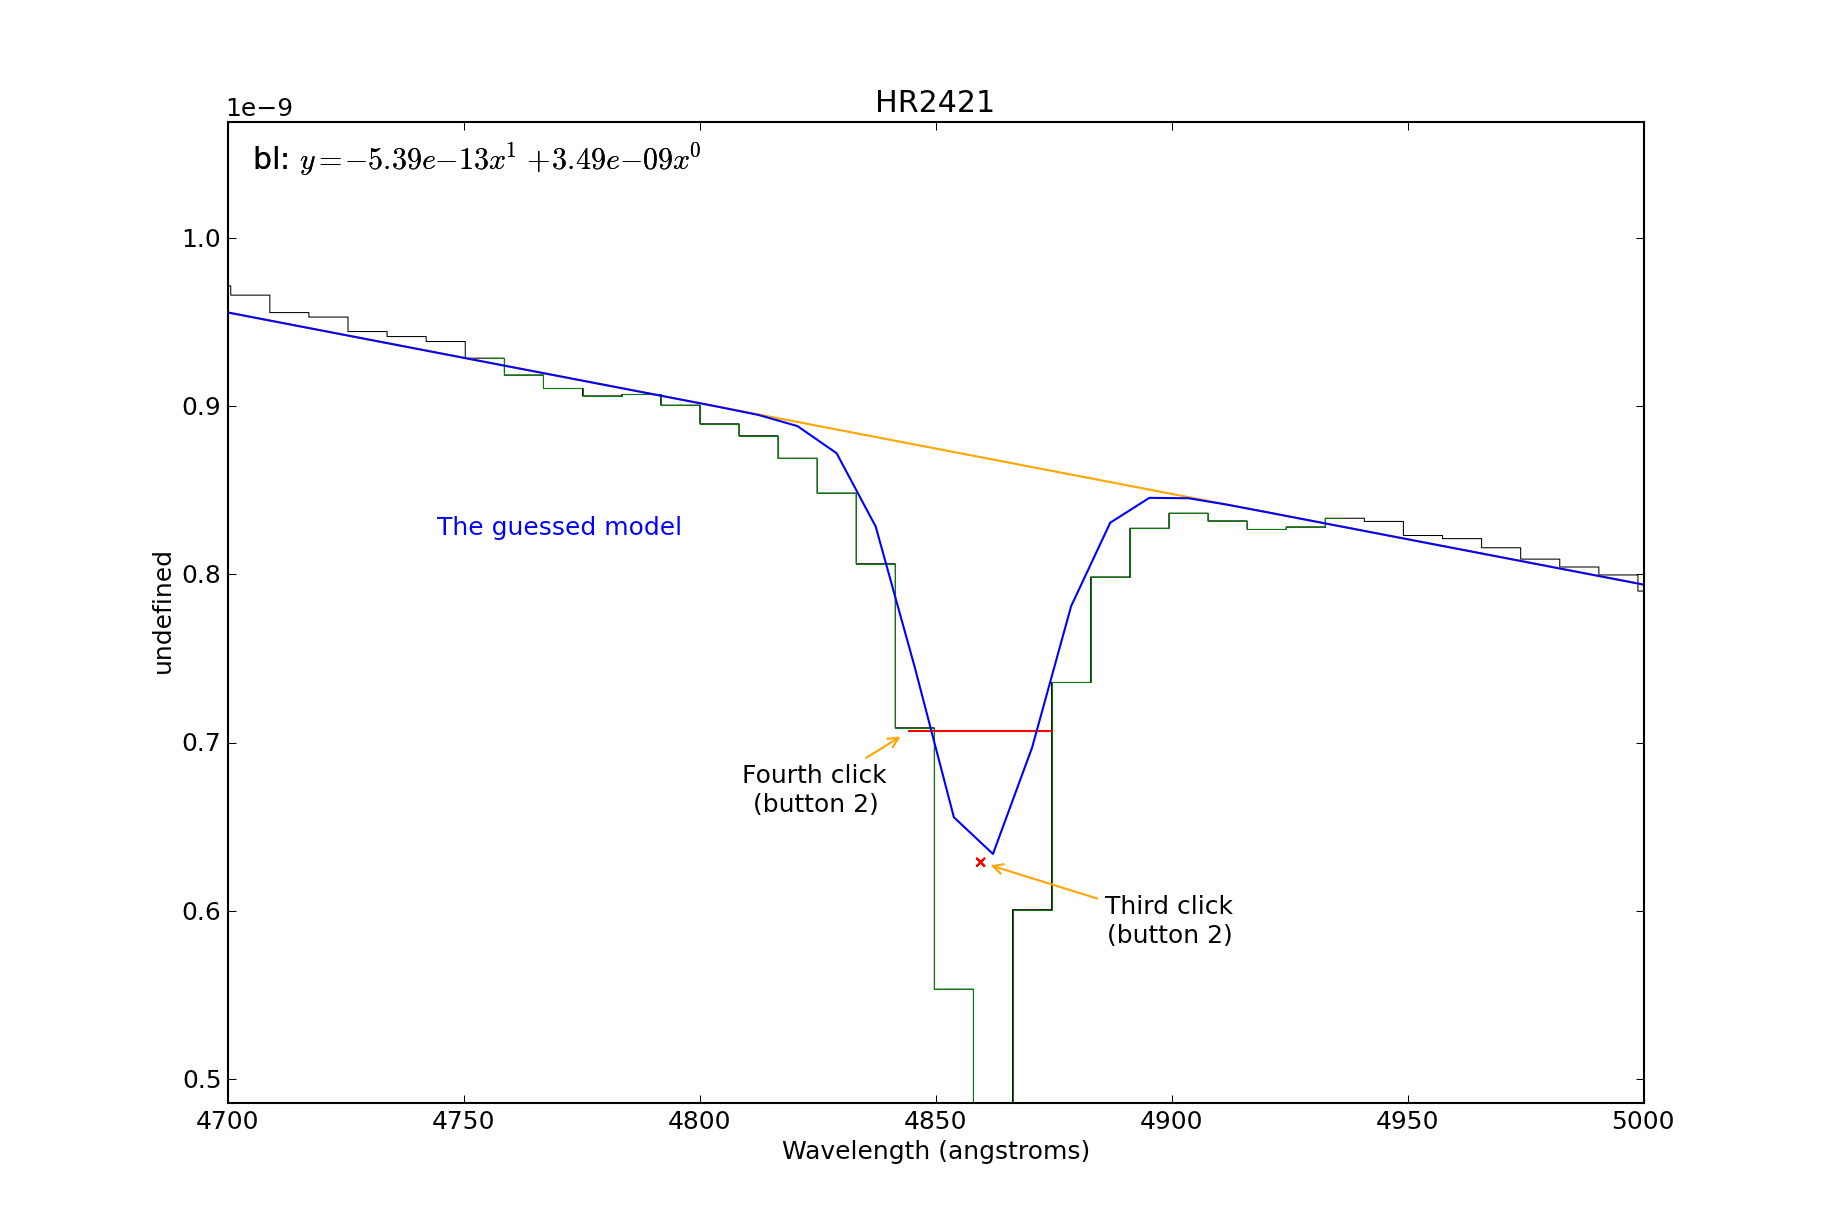 HR2421
1e−9
bl: y=−5.39e−13x¹ +3.49e−09x⁰
1.0
0.9
0.8
0.7
0.6
0.5
undefined
The guessed model
Fourth click
(button 2)
Third click
(button 2)
4700 4750 4800 4850 4900 4950 5000
Wavelength (angstroms)